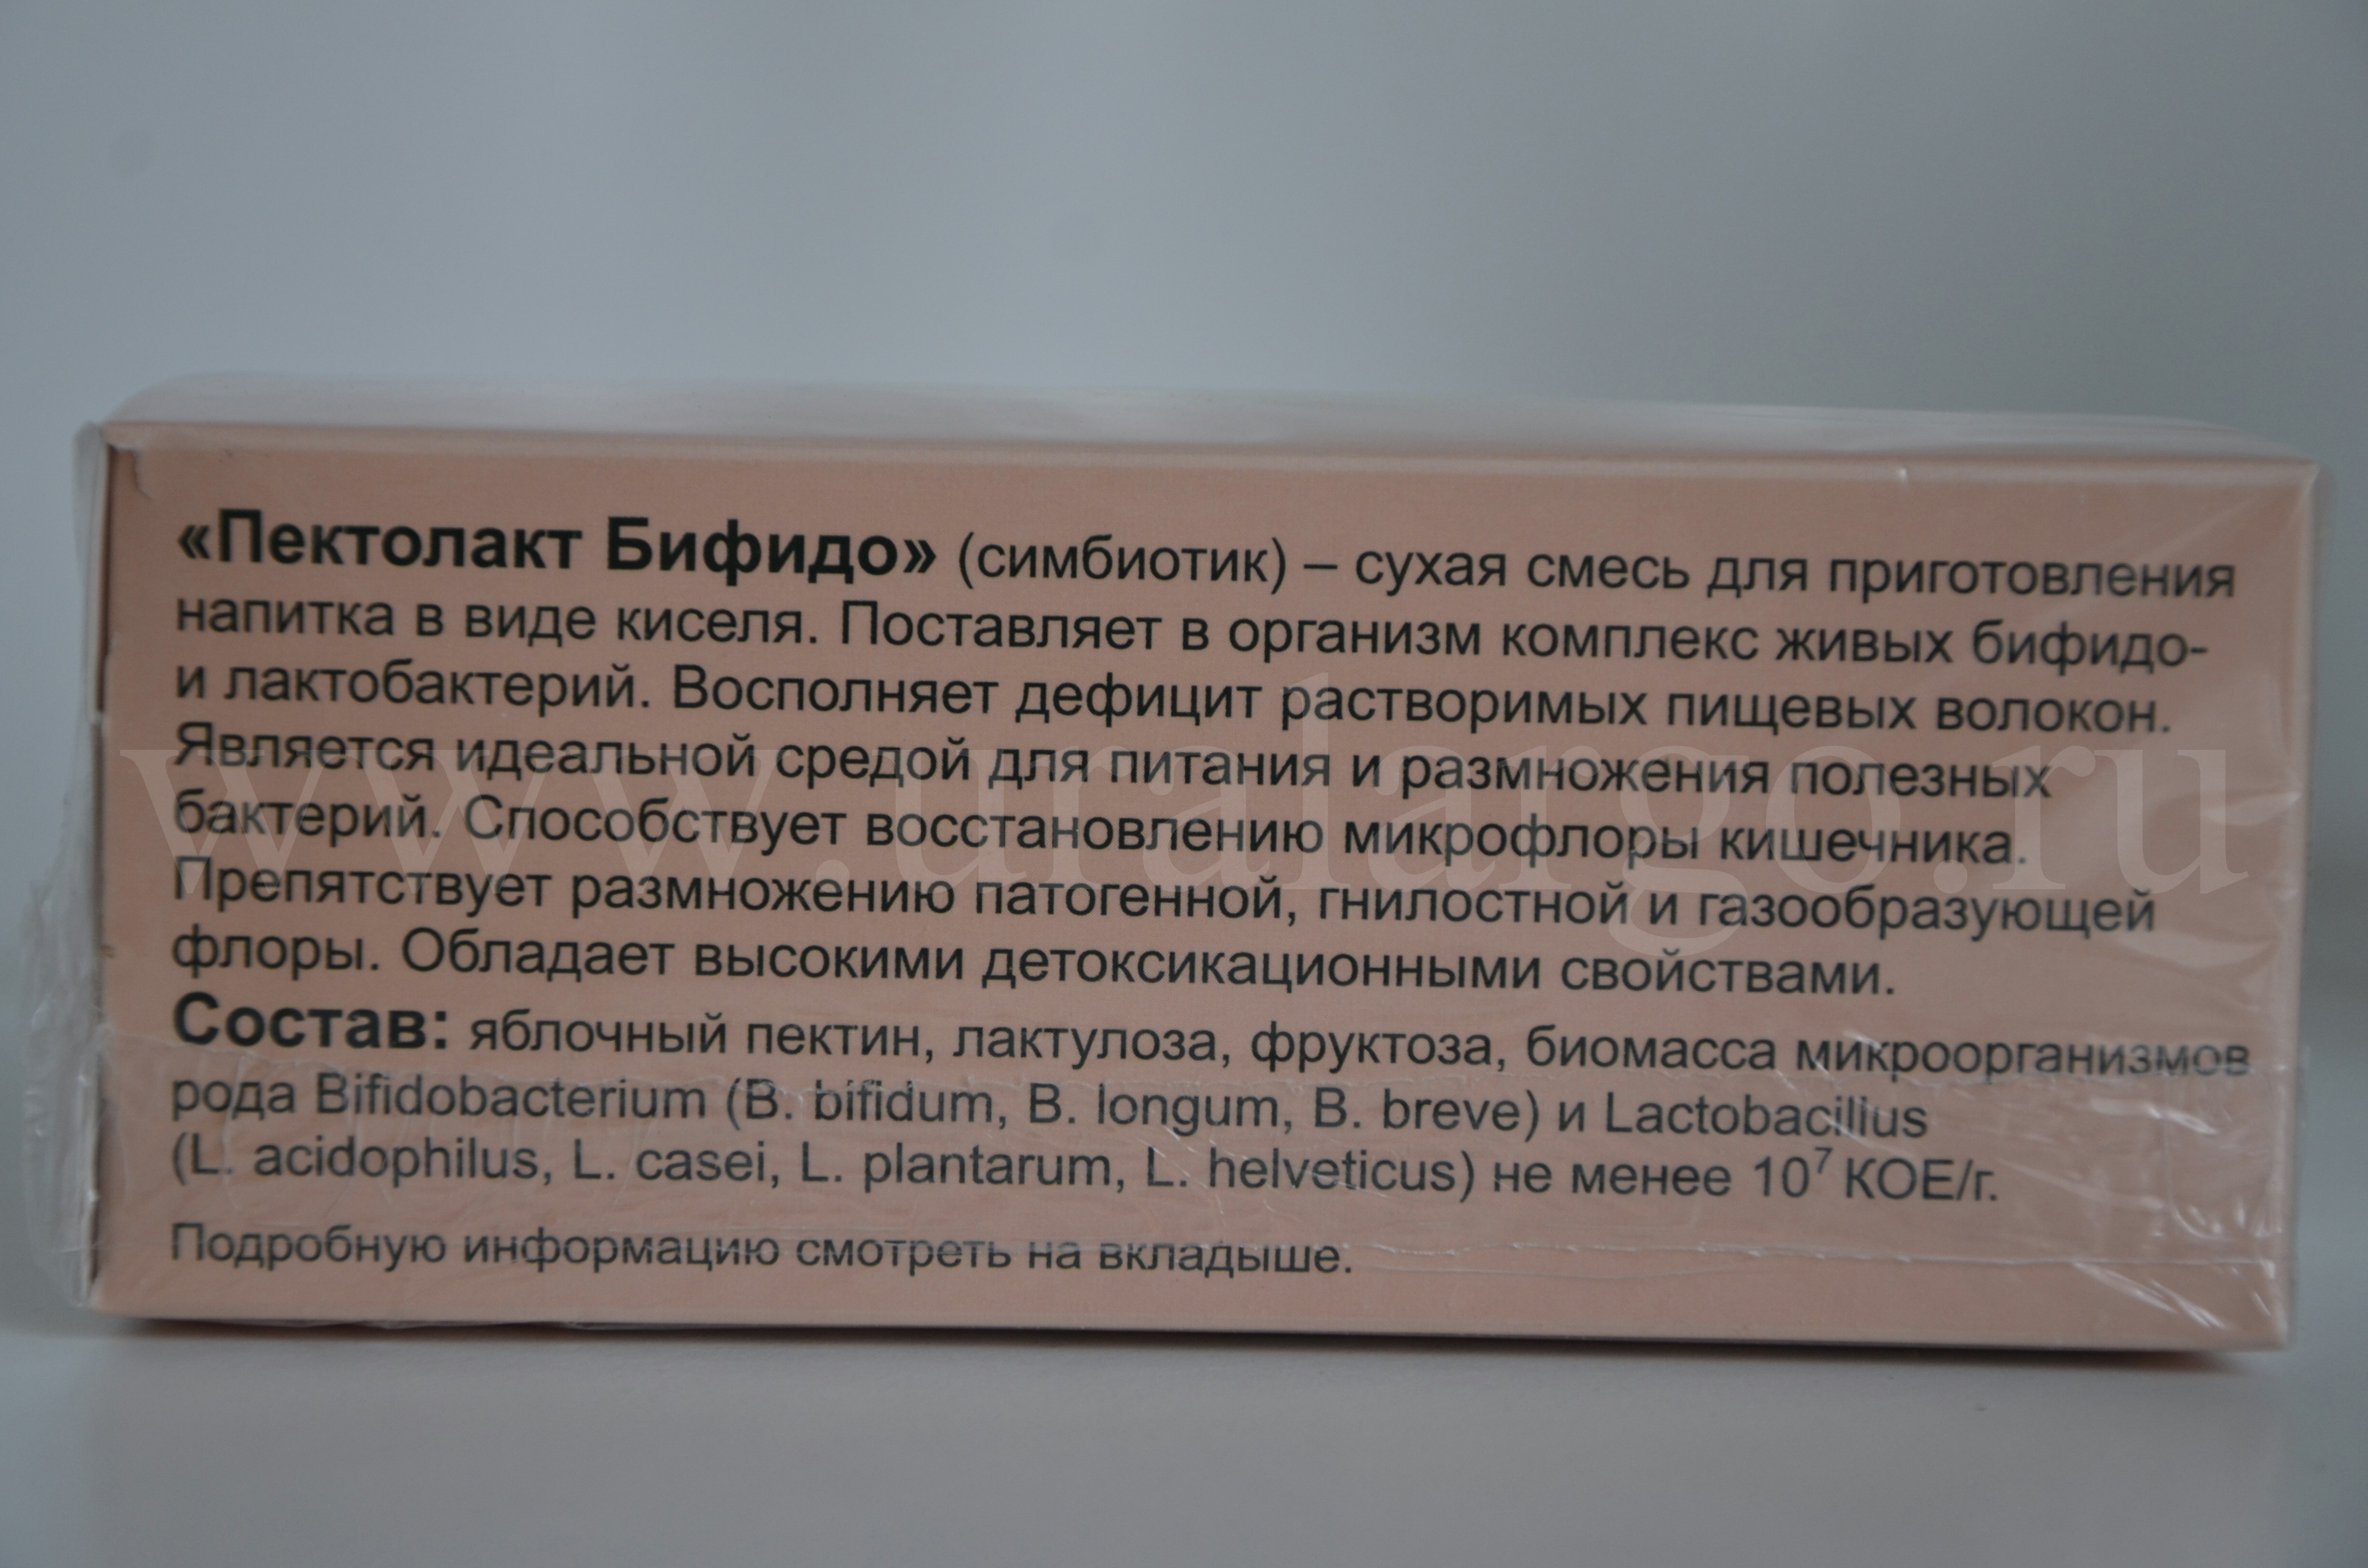 «Пектолакт Бифидо» (симбиотик) – сухая смесь для приготовления
напитка в виде киселя. Поставляет в организм комплекс живых бифидо-
и лактобактерий. Восполняет дефицит растворимых пищевых волокон.
Является идеальной средой для питания и размножения полезных
бактерий. Способствует восстановлению микрофлоры кишечника.
Препятствует размножению патогенной, гнилостной и газообразующей
флоры. Обладает высокими детоксикационными свойствами.
Состав: яблочный пектин, лактулоза, фруктоза, биомасса микроорганизмов
рода Bifidobacterium (B. bifidum, B. longum, B. breve) и Lactobacillus
(L. acidophilus, L. casei, L. plantarum, L. helveticus) не менее 10⁷ КОЕ/г.
Подробную информацию смотреть на вкладыше.
www.uralargo.ru